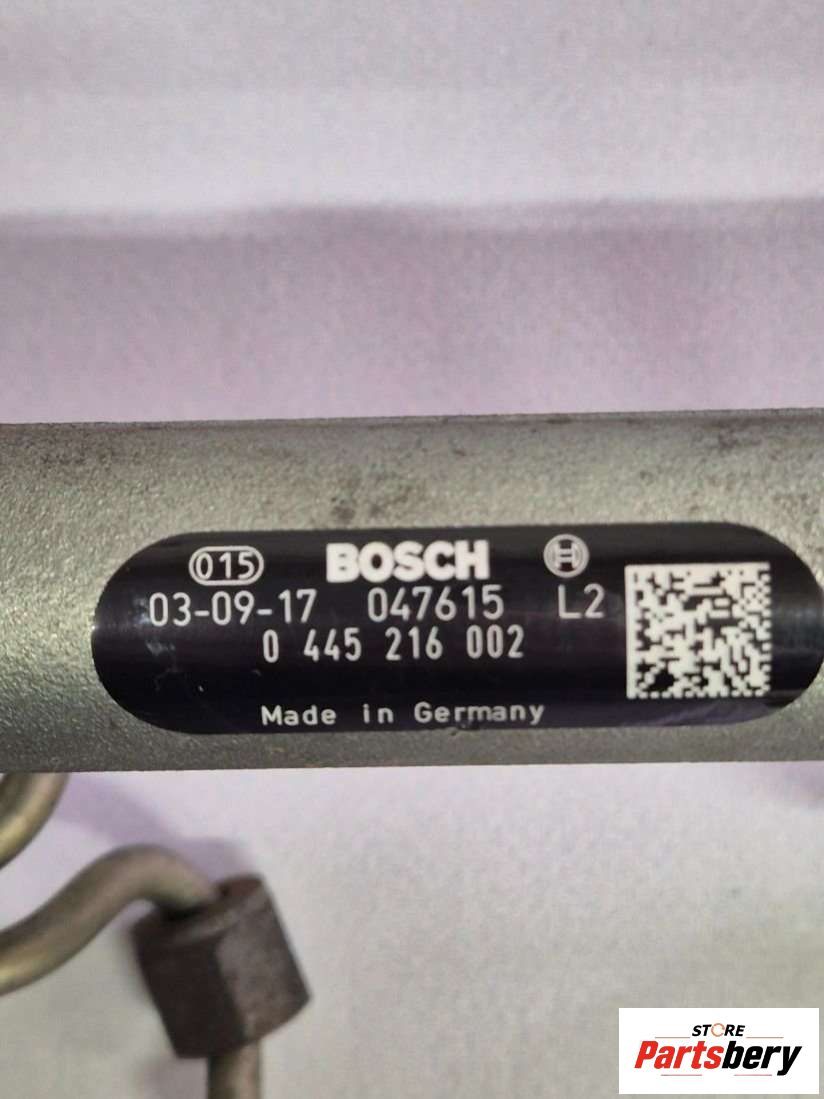 015 BOSCH
03-09-17 047615 L2
0 445 216 002
Made in Germany
STORE
Partsbery